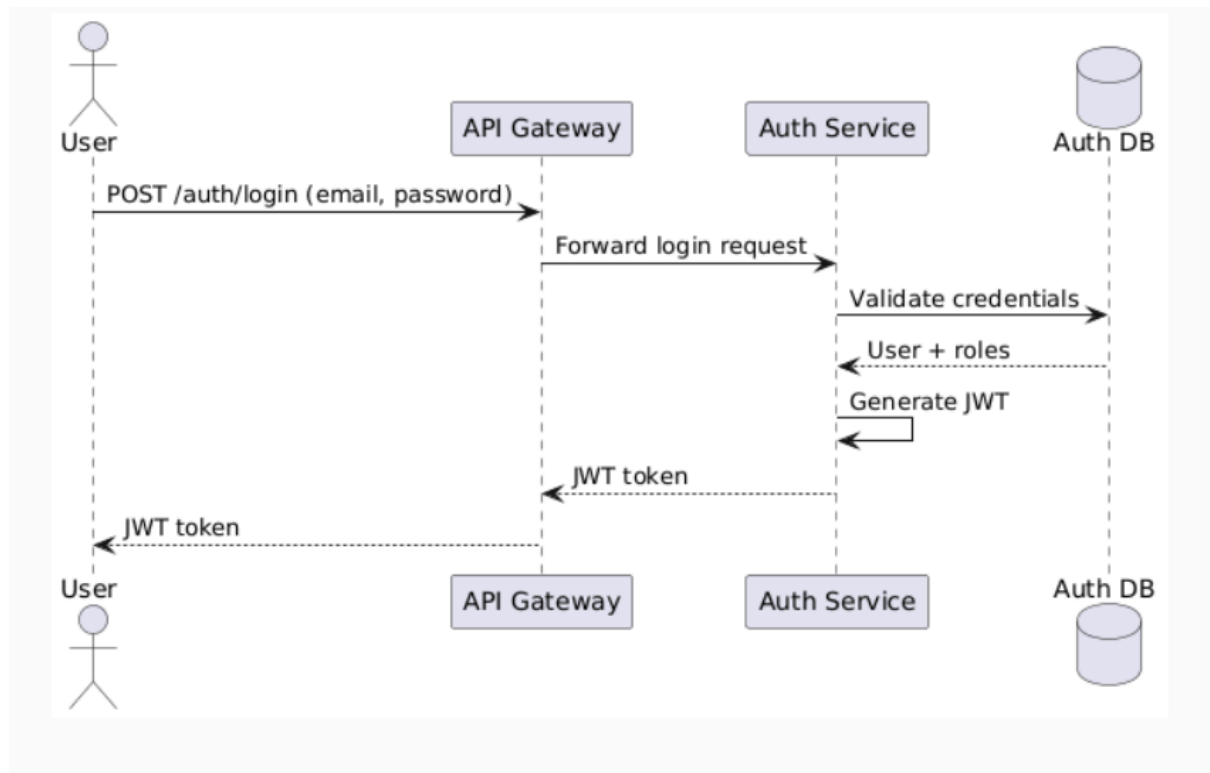 User
API Gateway
Auth Service
Auth DB
POST /auth/login (email, password)
Forward login request
Validate credentials
User + roles
Generate JWT
JWT token
JWT token
User
API Gateway
Auth Service
Auth DB